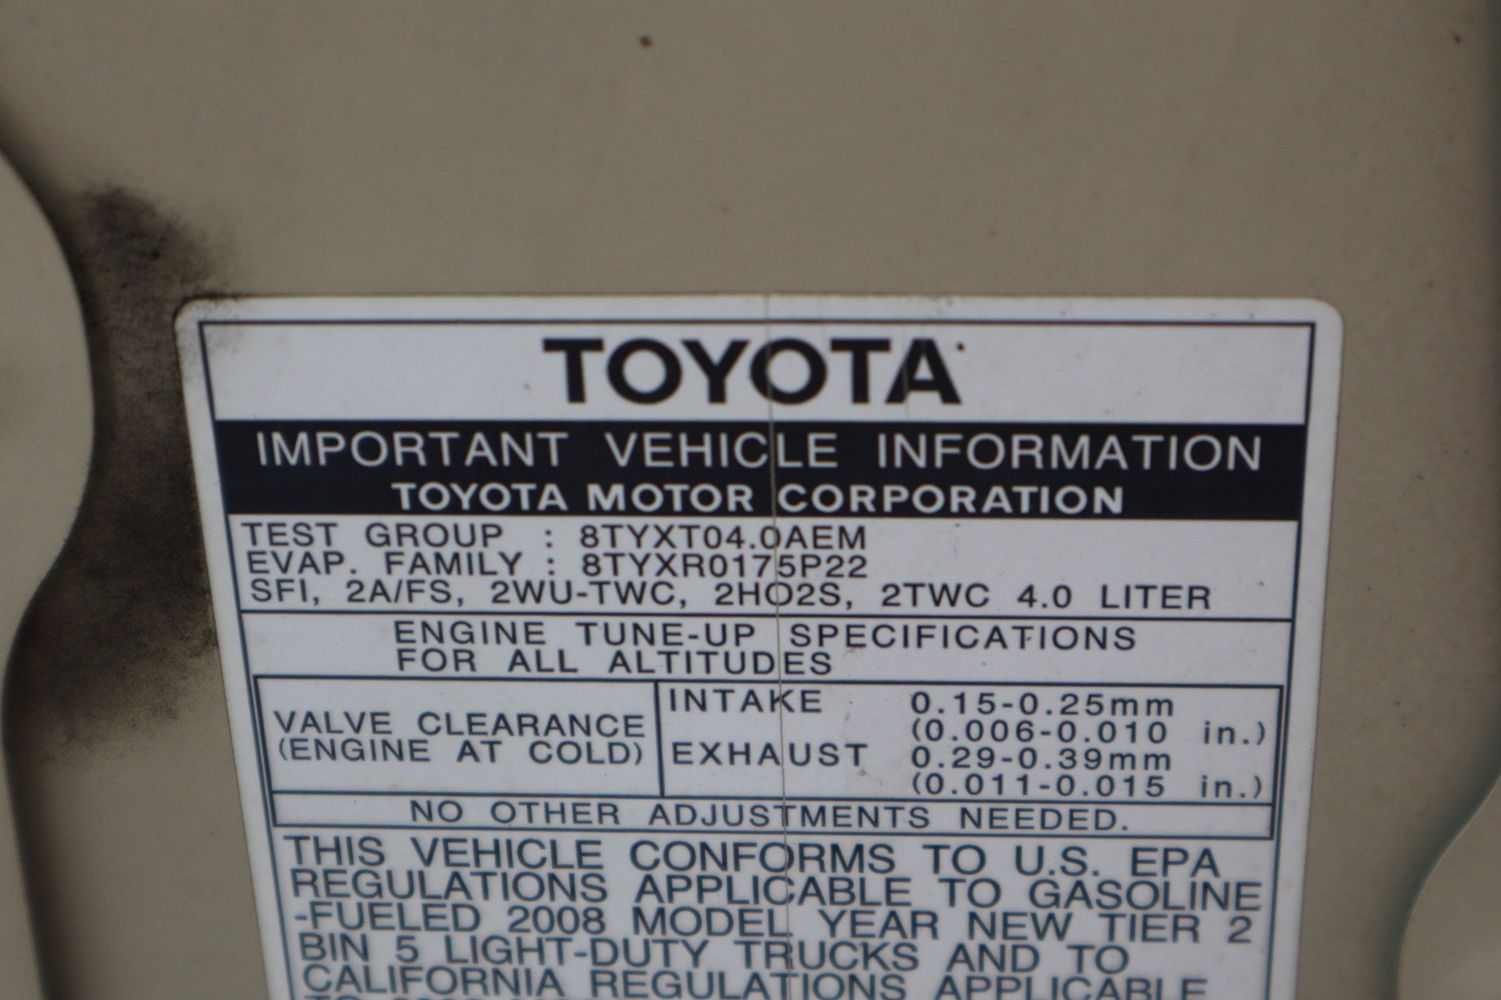 TOYOTA
IMPORTANT VEHICLE INFORMATION
TOYOTA MOTOR CORPORATION
TEST GROUP : 8TYXT04.0AEM
EVAP. FAMILY : 8TYXR0175P22
SFI, 2A/FS, 2WU-TWC, 2HO2S, 2TWC 4.0 LITER
ENGINE TUNE-UP SPECIFICATIONS
FOR ALL ALTITUDES
VALVE CLEARANCE
(ENGINE AT COLD)
INTAKE 0.15-0.25mm
(0.006-0.010 in.)
EXHAUST 0.29-0.39mm
(0.011-0.015 in.)
NO OTHER ADJUSTMENTS NEEDED.
THIS VEHICLE CONFORMS TO U.S. EPA
REGULATIONS APPLICABLE TO GASOLINE
-FUELED 2008 MODEL YEAR NEW TIER 2
BIN 5 LIGHT-DUTY TRUCKS AND TO
CALIFORNIA REGULATIONS APPLICABLE